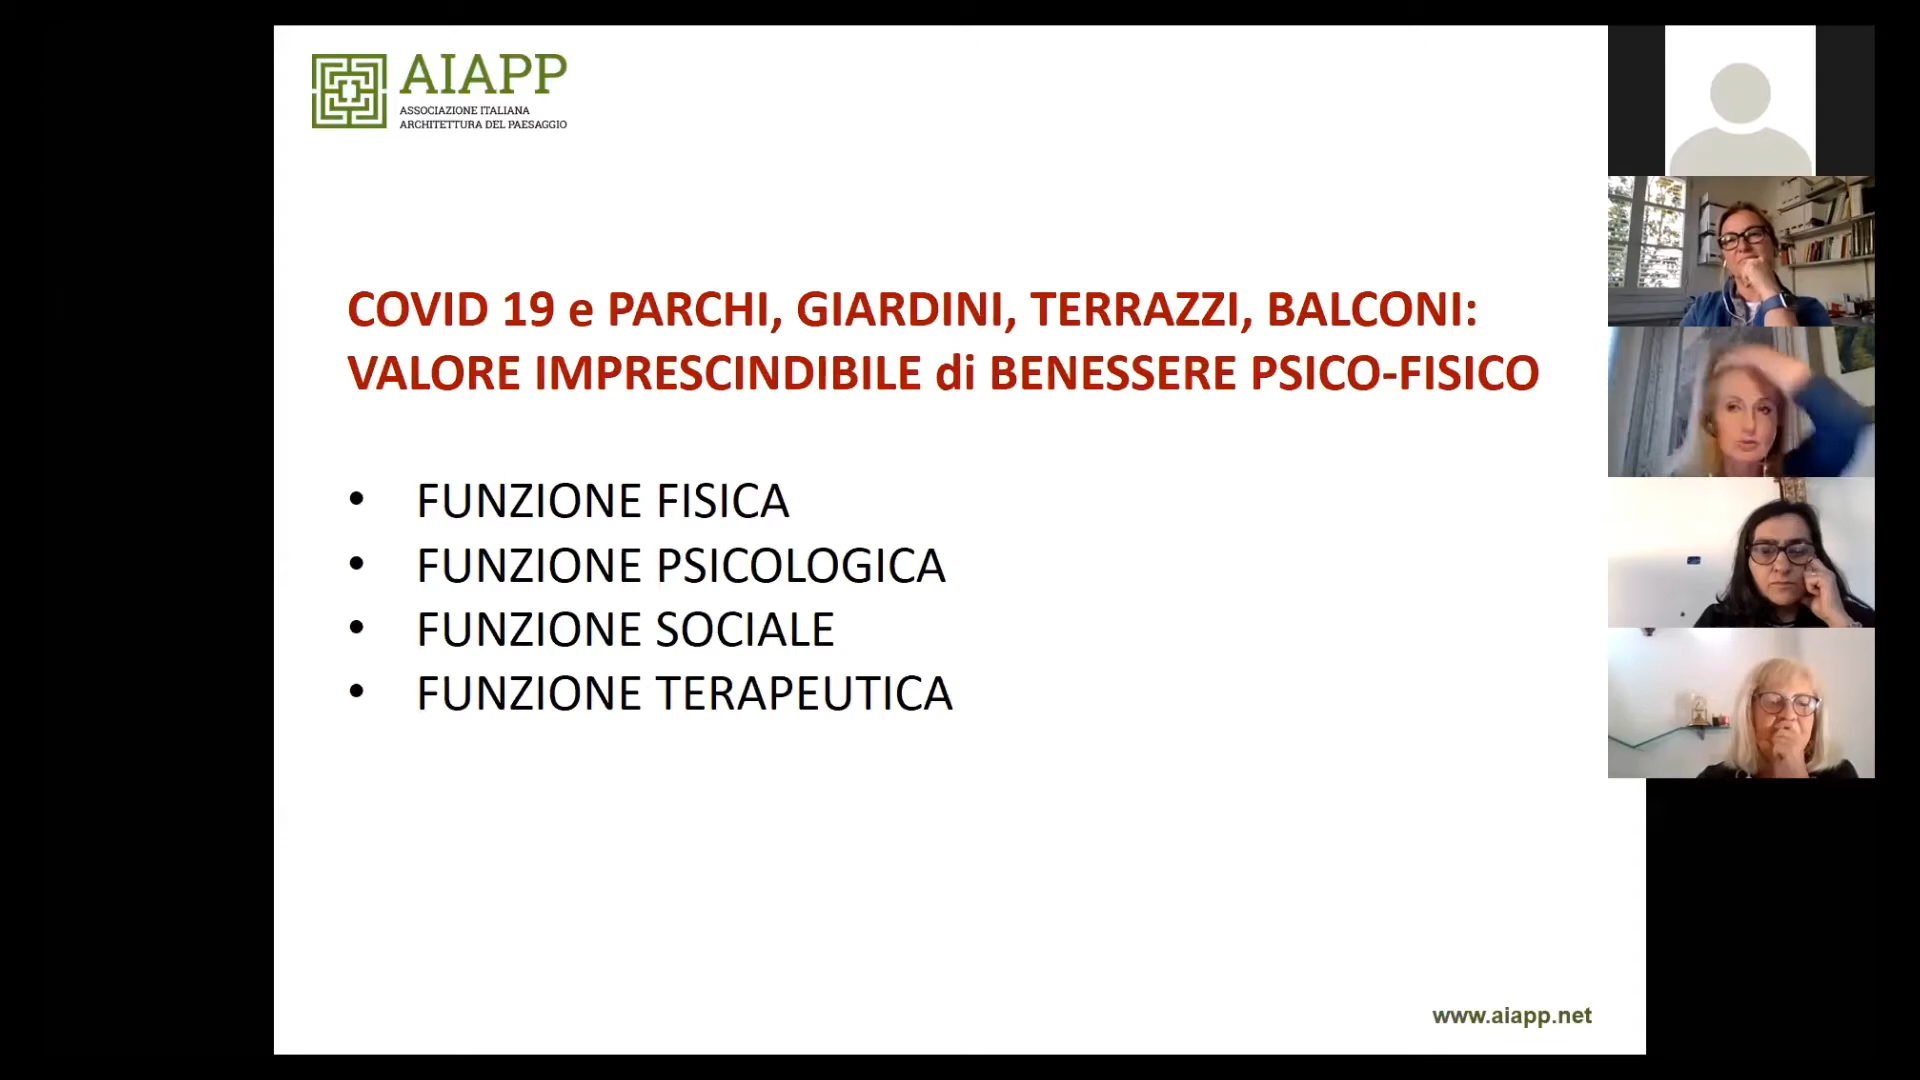 AIAPP
ASSOCIAZIONE ITALIANA
ARCHITETTURA DEL PAESAGGIO
COVID 19 e PARCHI, GIARDINI, TERRAZZI, BALCONI:
VALORE IMPRESCINDIBILE di BENESSERE PSICO-FISICO
• FUNZIONE FISICA
• FUNZIONE PSICOLOGICA
• FUNZIONE SOCIALE
• FUNZIONE TERAPEUTICA
www.aiapp.net